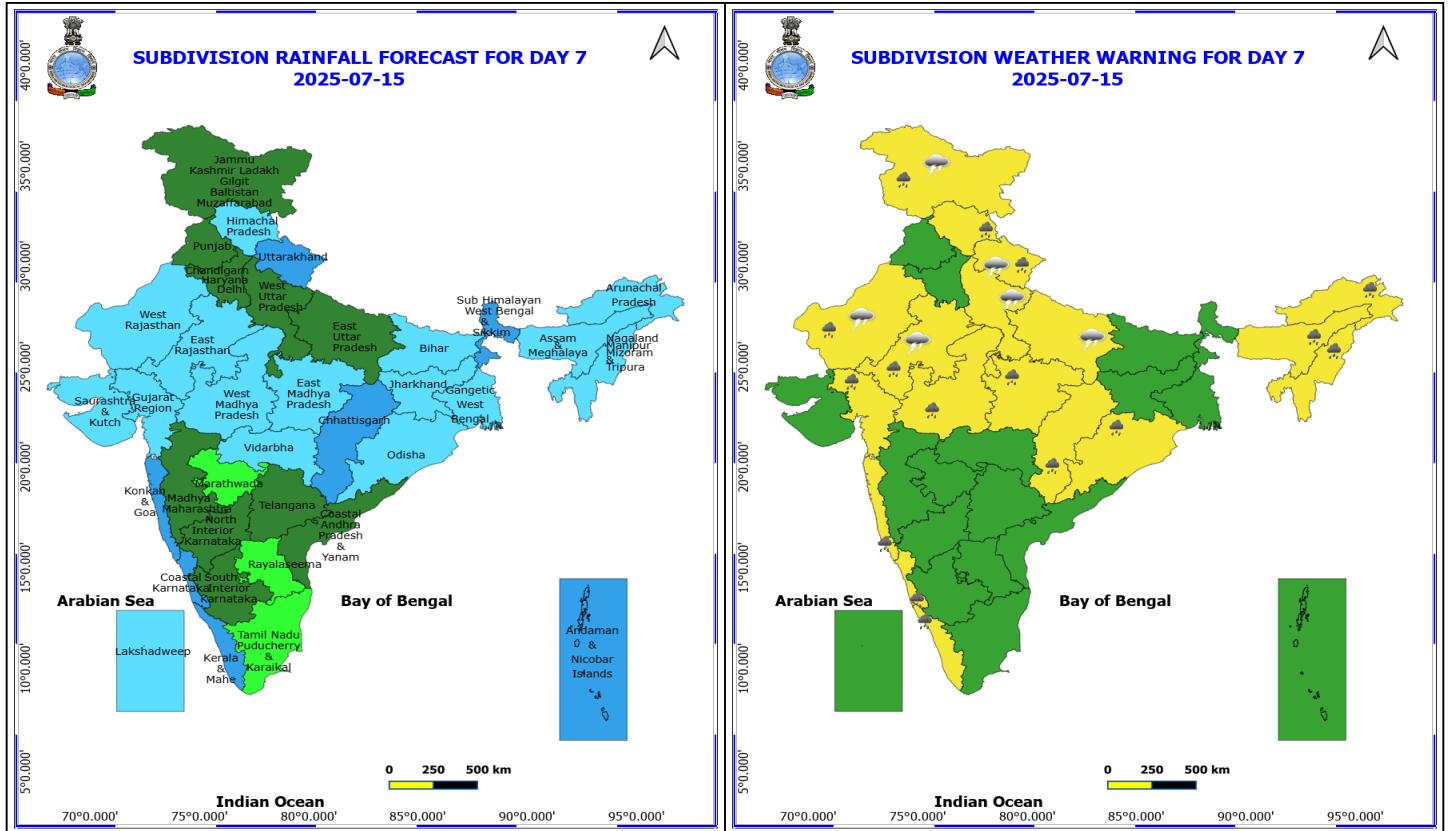 SUBDIVISION RAINFALL FORECAST FOR DAY 7
2025-07-15
40°0.000'
35°0.000'
30°0.000'
25°0.000'
20°0.000'
15°0.000'
10°0.000'
5°0.000'
Jammu
Kashmir Ladakh
Gilgit
Baltistan
Muzaffarabad
Himachal
Pradesh
Punjab
Uttarakhand
Chandigarh
Haryana
Delhi
West
Uttar
Pradesh
East
Uttar
Pradesh
West
Rajasthan
East
Rajasthan
Sub Himalayan
West Bengal
&
Sikkim
Arunachal
Pradesh
Assam
&
Meghalaya
Nagaland
Manipur
Mizoram
&
Tripura
Bihar
Jharkhand
Gangetic
West
Bengal
Saurashtra
&
Kutch
Gujarat
Region
West
Madhya
Pradesh
East
Madhya
Pradesh
Chhattisgarh
Vidarbha
Odisha
Konkan
&
Goa
Madhya
Maharashtra
Marathwada
Telangana
North
Interior
Karnataka
Coastal
Andhra
Pradesh
&
Yanam
Rayalaseema
Coastal
Karnataka
South
Interior
Karnataka
Arabian Sea
Bay of Bengal
Lakshadweep
Kerala
&
Mahe
Tamil Nadu
Puducherry
&
Karaikal
Andaman
&
Nicobar
Islands
0 250 500 km
Indian Ocean
70°0.000' 75°0.000' 80°0.000' 85°0.000' 90°0.000' 95°0.000'
SUBDIVISION WEATHER WARNING FOR DAY 7
2025-07-15
40°0.000'
35°0.000'
30°0.000'
25°0.000'
20°0.000'
15°0.000'
10°0.000'
5°0.000'
Arabian Sea
Bay of Bengal
0 250 500 km
Indian Ocean
70°0.000' 75°0.000' 80°0.000' 85°0.000' 90°0.000' 95°0.000'